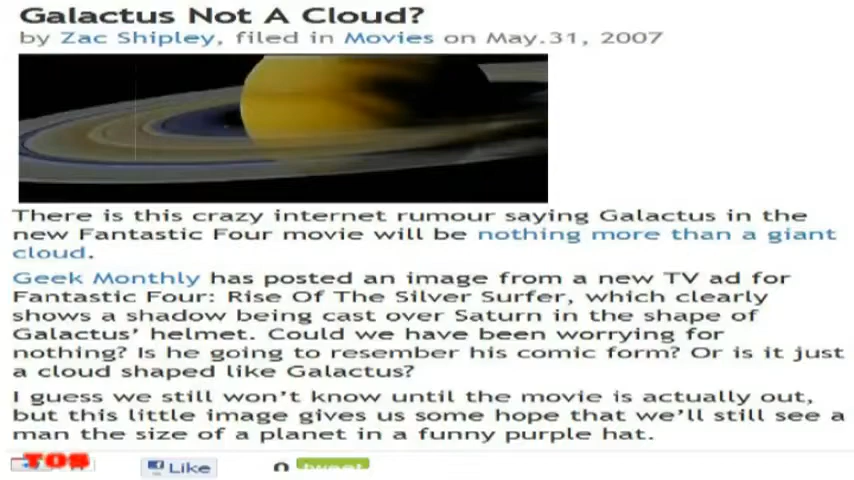 Galactus Not A Cloud?
by Zac Shipley, filed in Movies on May.31, 2007
There is this crazy internet rumour saying Galactus in the
new Fantastic Four movie will be nothing more than a giant
cloud.
Geek Monthly has posted an image from a new TV ad for
Fantastic Four: Rise Of The Silver Surfer, which clearly
shows a shadow being cast over Saturn in the shape of
Galactus' helmet. Could we have been worrying for
nothing? Is he going to resember his comic form? Or is it just
a cloud shaped like Galactus?
I guess we still won't know until the movie is actually out,
but this little image gives us some hope that we'll still see a
man the size of a planet in a funny purple hat.
TOS Like 0 tweet